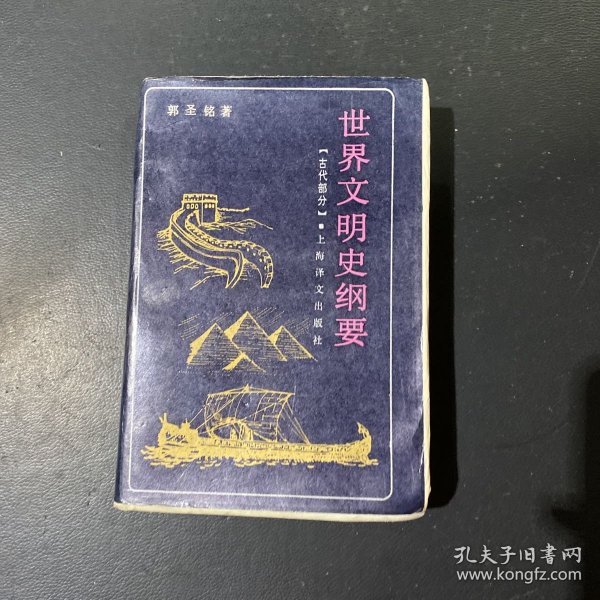 郭圣铭著
世界文明史纲要
【古代部分】■上海译文出版社
孔夫子旧书网
www.kongfz.com